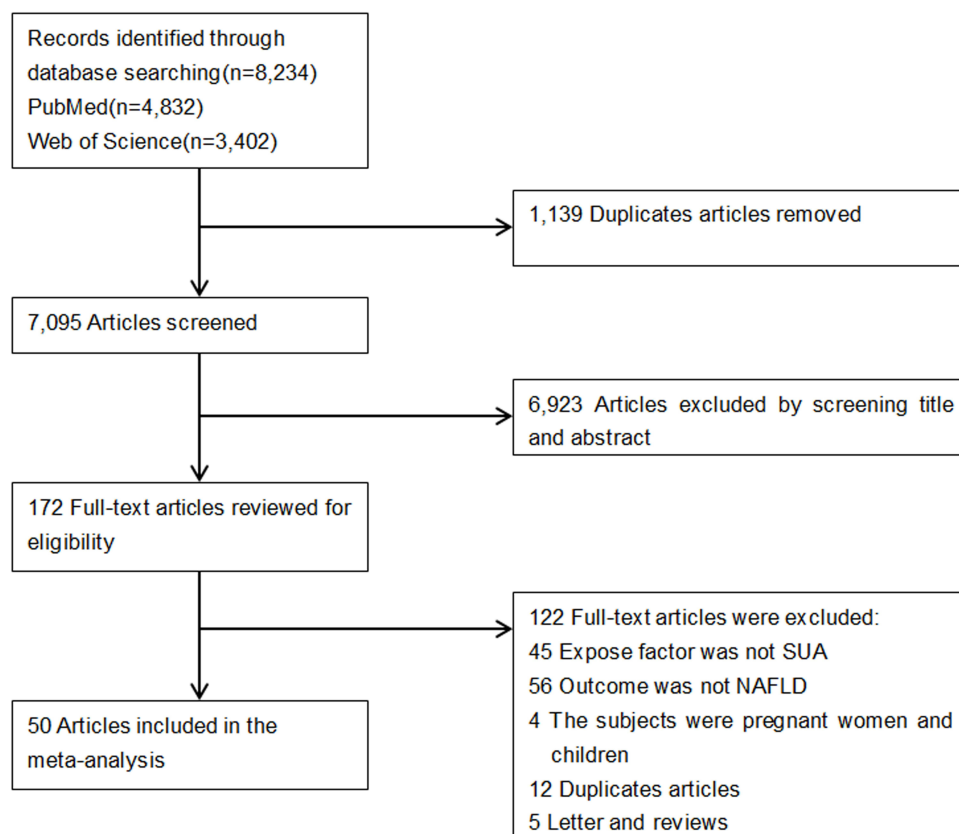 Records identified through
database searching(n=8,234)
PubMed(n=4,832)
Web of Science(n=3,402)
1,139 Duplicates articles removed
7,095 Articles screened
6,923 Articles excluded by screening title
and abstract
172 Full-text articles reviewed for
eligibility
122 Full-text articles were excluded:
45 Expose factor was not SUA
56 Outcome was not NAFLD
4 The subjects were pregnant women and
children
12 Duplicates articles
5 Letter and reviews
50 Articles included in the
meta-analysis